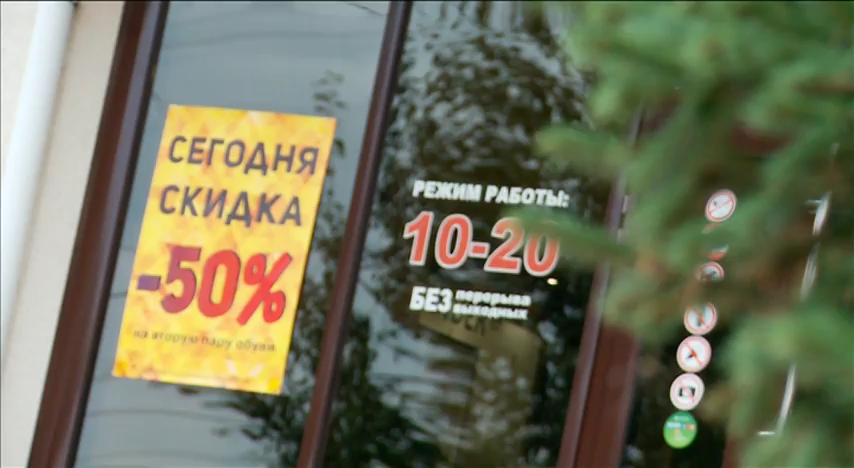 СЕГОДНЯ
СКИДКА
-50%
на вторую пару обуви
РЕЖИМ РАБОТЫ:
10-20
БЕЗ перерыва
выходных